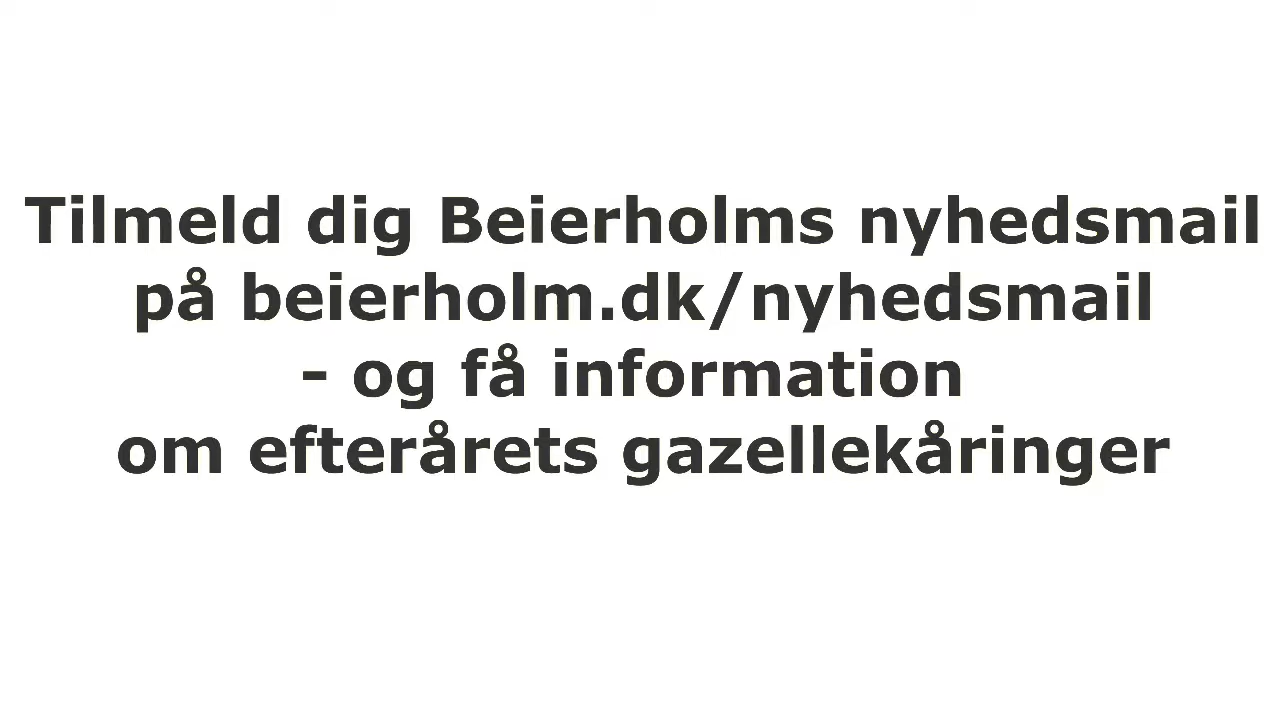 Tilmeld dig Beierholms nyhedsmail
på beierholm.dk/nyhedsmail
- og få information
om efterårets gazellekåringer